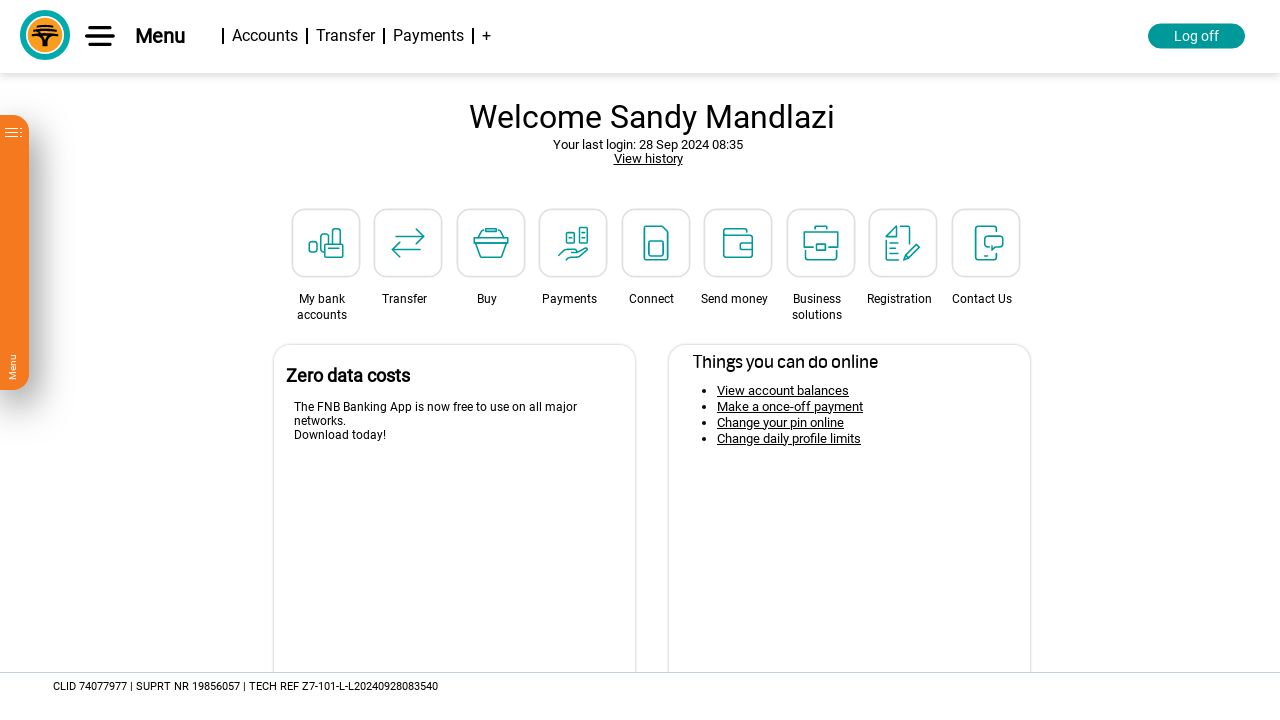 Menu | Accounts | Transfer | Payments | +
Log off
Menu
Welcome Sandy Mandlazi
Your last login: 28 Sep 2024 08:35
View history
My bank accounts
Transfer
Buy
Payments
Connect
Send money
Business solutions
Registration
Contact Us
Zero data costs
The FNB Banking App is now free to use on all major
networks.
Download today!
Things you can do online
• View account balances
• Make a once-off payment
• Change your pin online
• Change daily profile limits
CLID 74077977 | SUPRT NR 19856057 | TECH REF Z7-101-L-L20240928083540